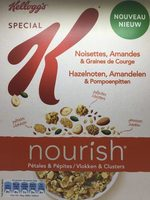 Kellogg's
NOUVEAU
NIEUW
SPECIAL
K
Noisettes, Amandes
& Graines de Courge
Hazelnoten, Amandelen
& Pompoenpitten
nourish
Pétales & Pépites / Vlokken & Clusters